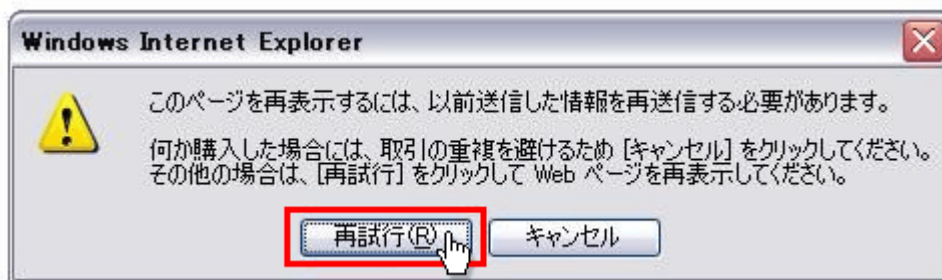 Windows Internet Explorer
このページを再表示するには、以前送信した情報を再送信する必要があります。
何か購入した場合には、取引の重複を避けるため [キャンセル] をクリックしてください。
その他の場合は、[再試行] をクリックして Web ページを再表示してください。
再試行(R) キャンセル